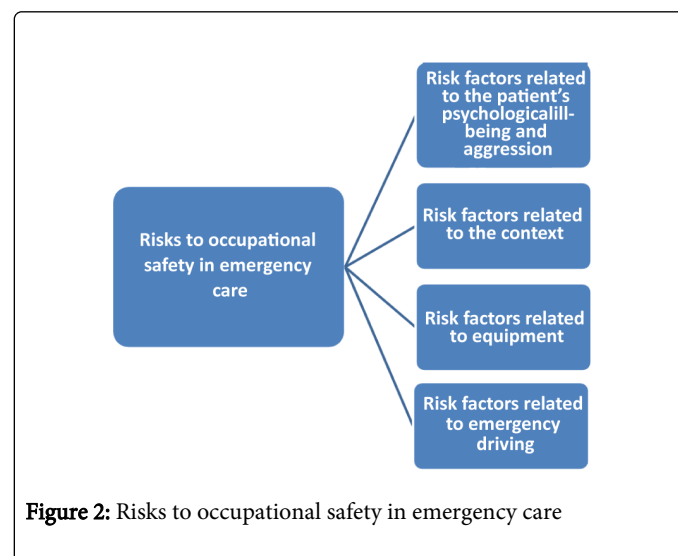 Risks to occupational
safety in emergency
care
Risk factors related
to the patient's
psychologicalill-
being and
aggression
Risk factors related
to the context
Risk factors related
to equipment
Risk factors related
to emergency
driving
Figure 2: Risks to occupational safety in emergency care